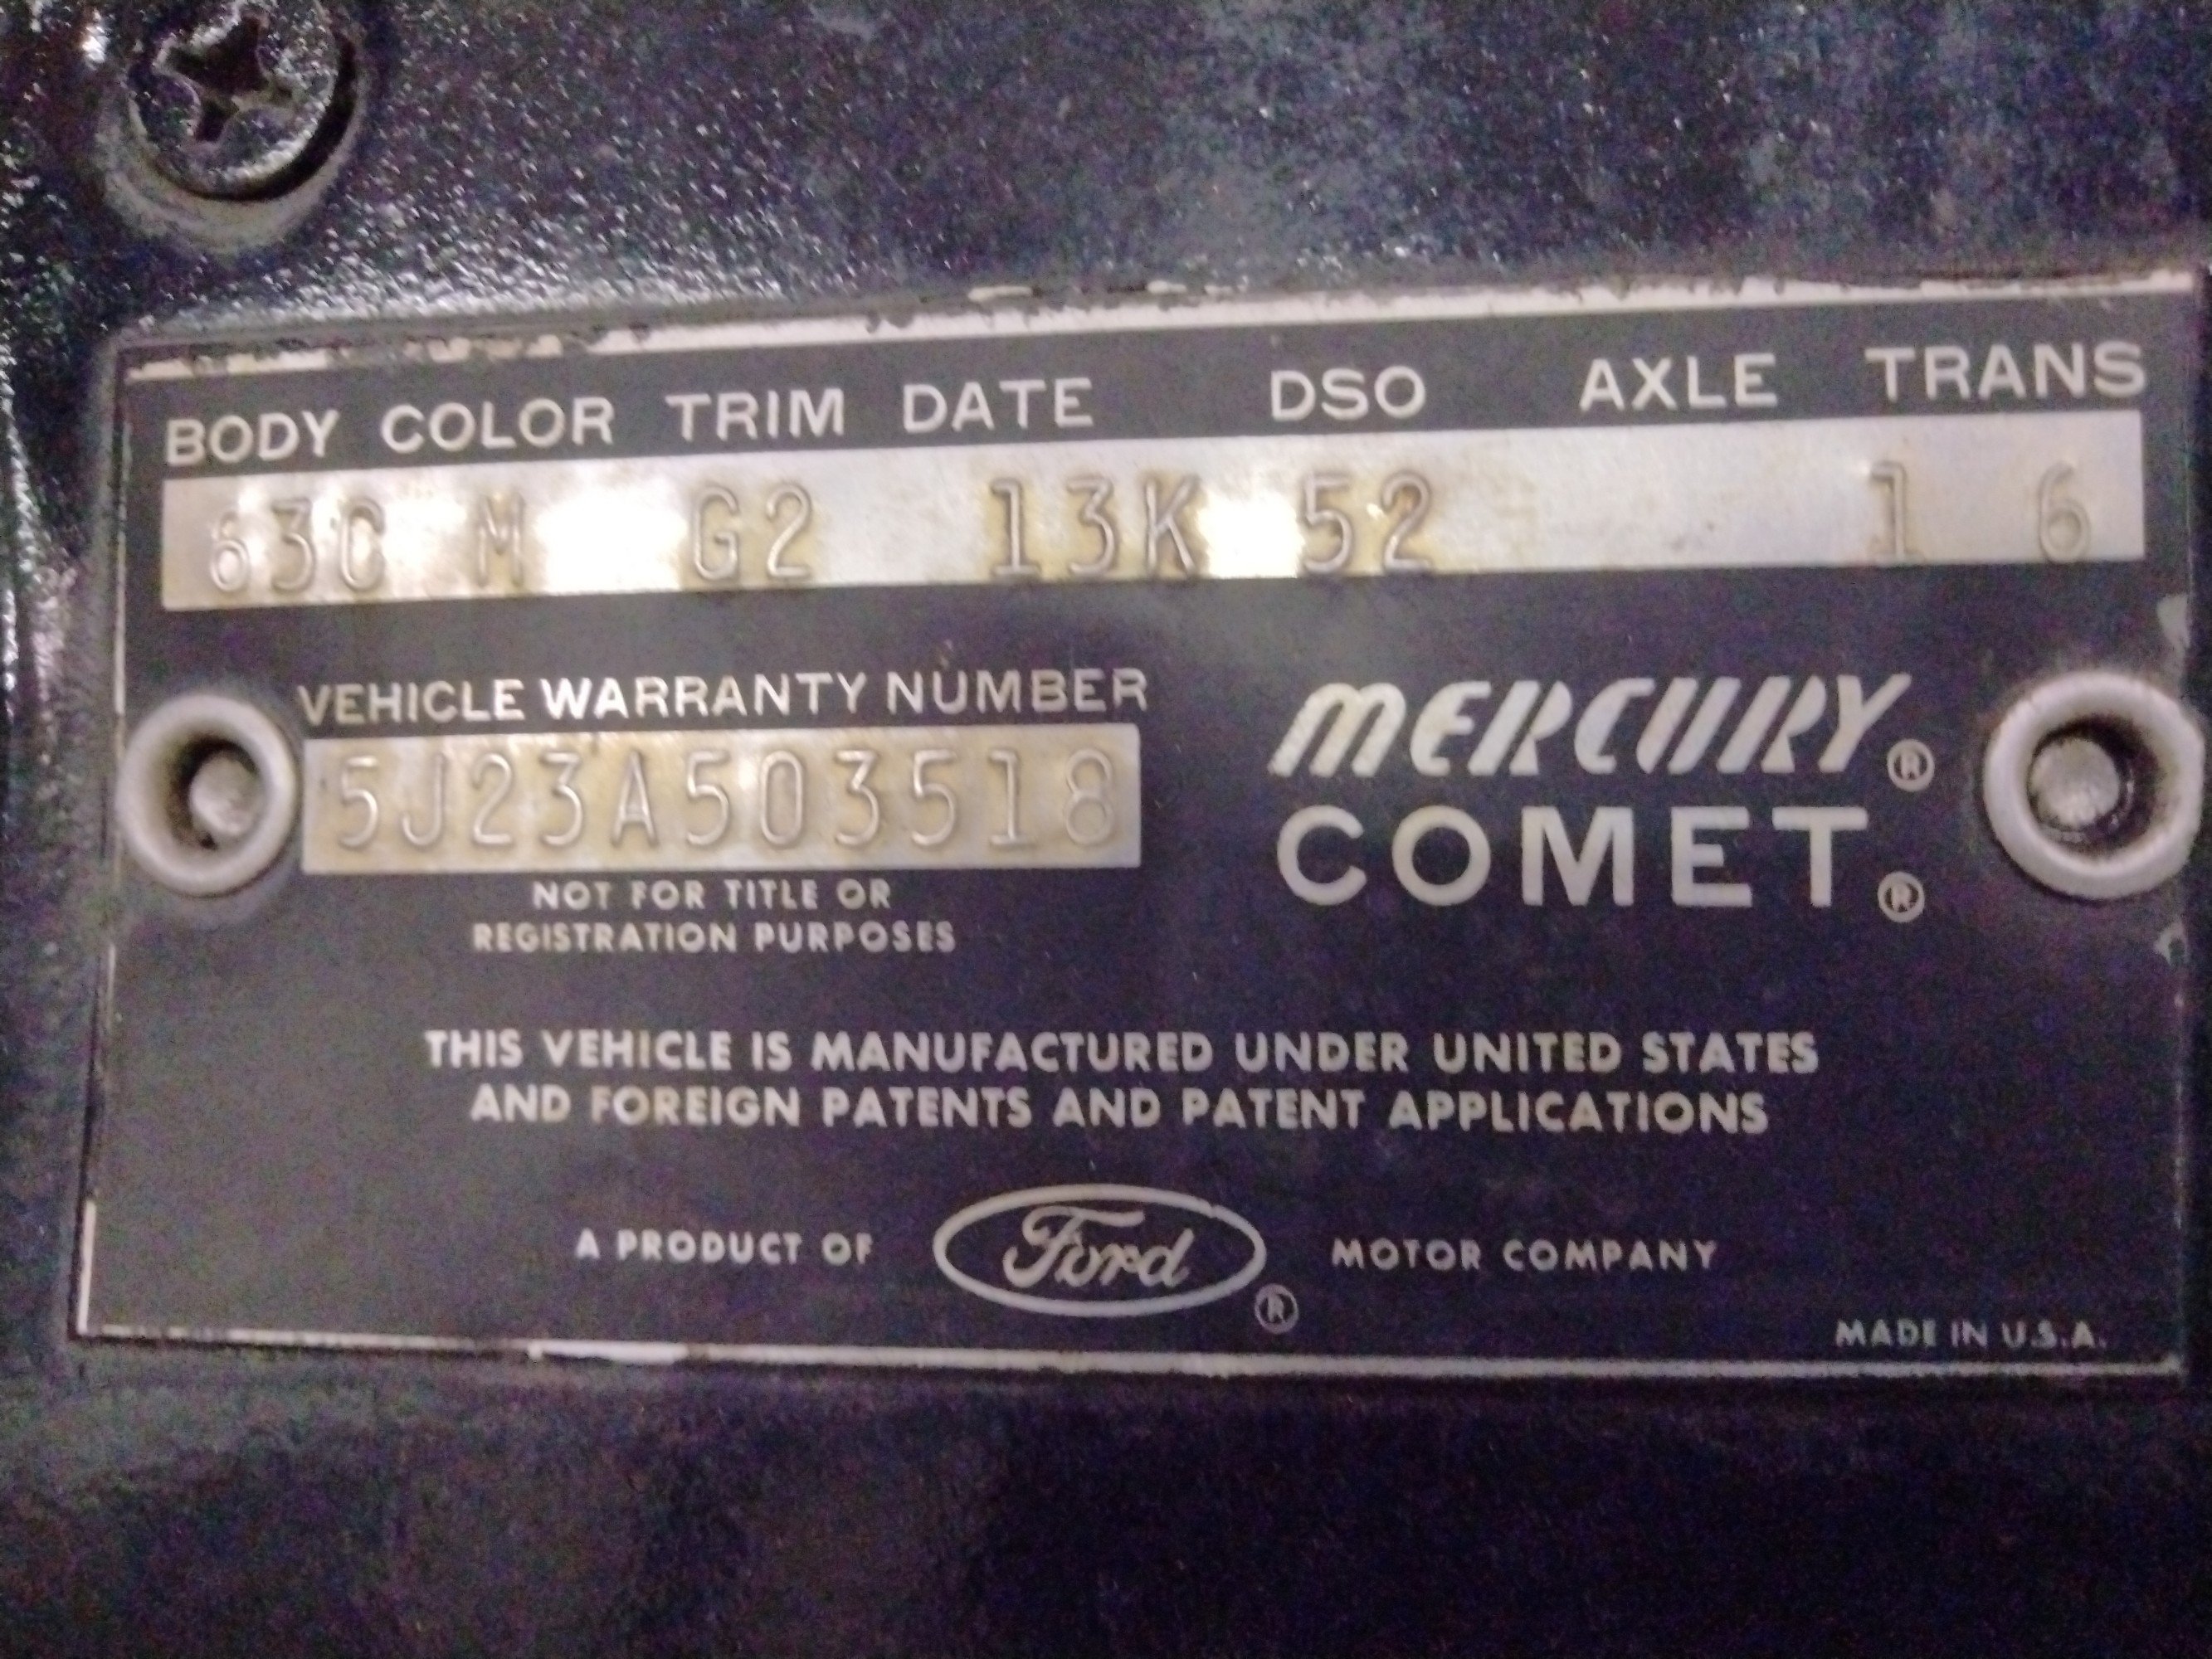 BODY COLOR TRIM DATE DSO AXLE TRANS
63C M G2 13K 52 1 6
VEHICLE WARRANTY NUMBER
5J23A503518
NOT FOR TITLE OR
REGISTRATION PURPOSES
MERCURY®
COMET®
THIS VEHICLE IS MANUFACTURED UNDER UNITED STATES
AND FOREIGN PATENTS AND PATENT APPLICATIONS
A PRODUCT OF Ford® MOTOR COMPANY
MADE IN U.S.A.